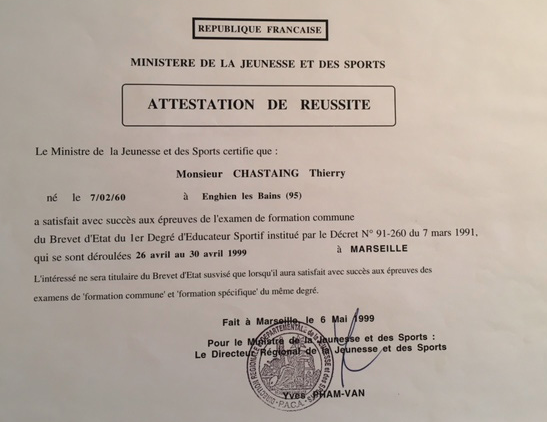 REPUBLIQUE FRANCAISE
MINISTERE DE LA JEUNESSE ET DES SPORTS
ATTESTATION DE REUSSITE
Le Ministre de la Jeunesse et des Sports certifie que :
Monsieur CHASTAING Thierry
né le 7/02/60 à Enghien les Bains (95)
a satisfait avec succès aux épreuves de l'examen de formation commune
du Brevet d'Etat du 1er Degré d'Educateur Sportif institué par le Décret N° 91-260 du 7 mars 1991,
qui se sont déroulées 26 avril au 30 avril 1999 à MARSEILLE
L'intéressé ne sera titulaire du Brevet d'Etat susvisé que lorsqu'il aura satisfait avec succès aux épreuves des
examens de 'formation commune' et 'formation spécifique' du même degré.
Fait à Marseille, le 6 Mai 1999
Pour le Ministre de la Jeunesse et des Sports :
Le Directeur Régional de la Jeunesse et des Sports
P.A.C.A.
Yves PHAM-VAN